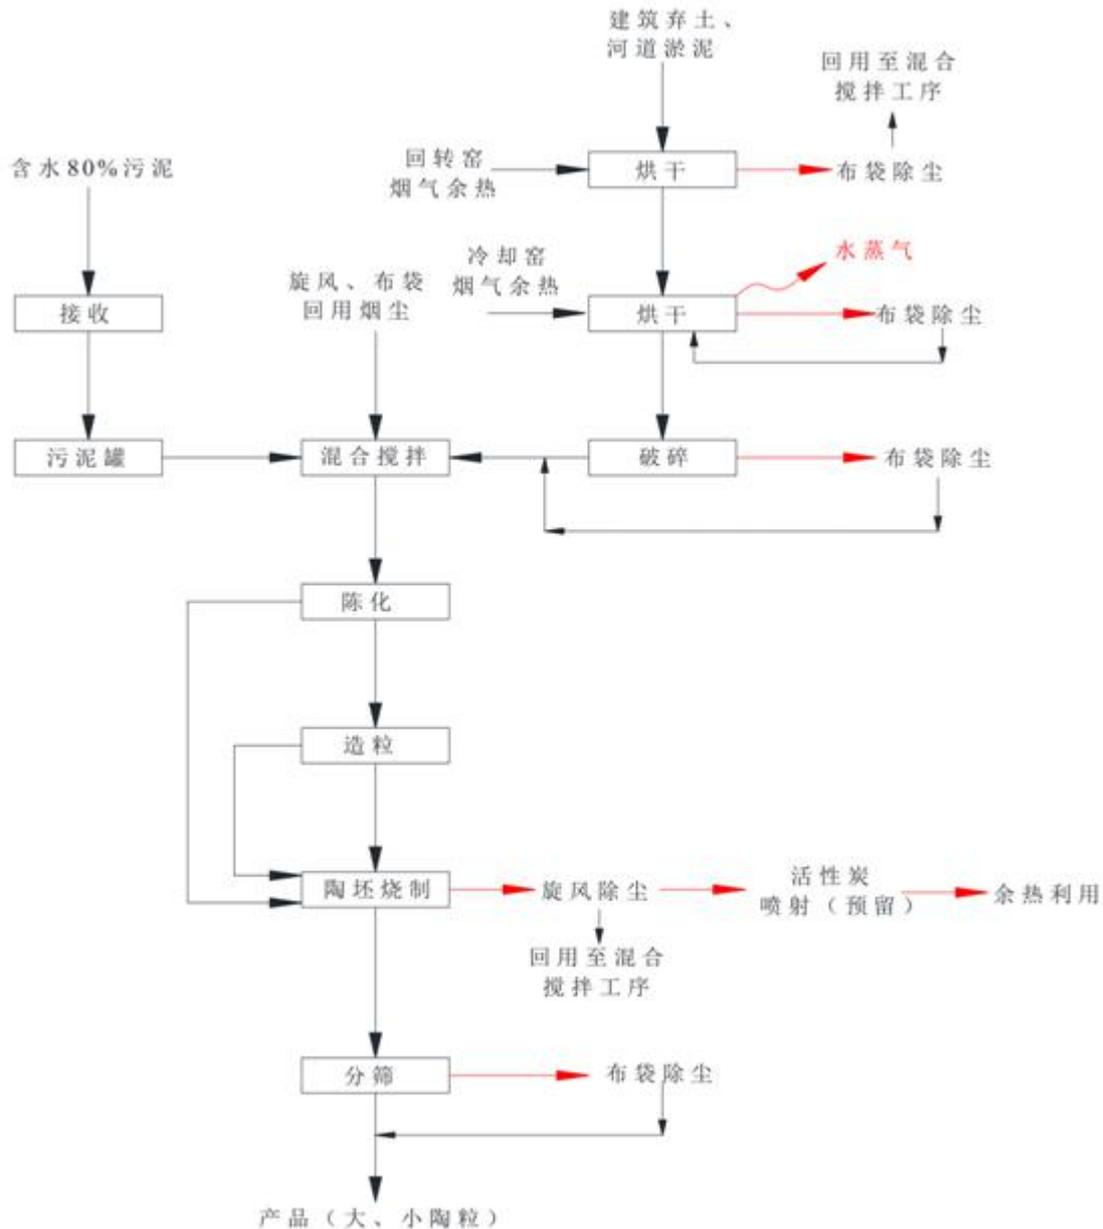 建筑弃土、
河道淤泥
回用至混合
搅拌工序
含水80%污泥
回转窑
烟气余热
烘干
布袋除尘
水蒸气
冷却窑
烟气余热
旋风、布袋
回用烟尘
接收
烘干
布袋除尘
污泥罐
混合搅拌
破碎
布袋除尘
陈化
造粒
陶坯烧制
旋风除尘
活性炭
喷射（预留）
余热利用
回用至混合
搅拌工序
分筛
布袋除尘
产品（大、小陶粒）